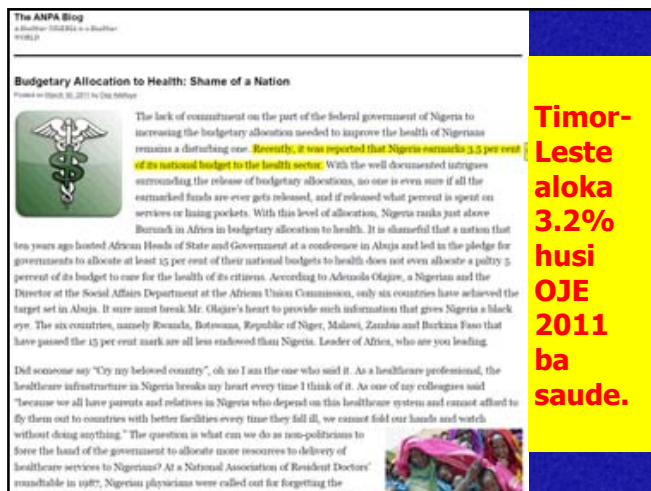 The ANPA Blog
a Healthier NIGERIA in a Healthier
WORLD
Budgetary Allocation to Health: Shame of a Nation
Posted on March 30, 2011 by
The lack of commitment on the part of the federal government of Nigeria to
increasing the budgetary allocation needed to improve the health of Nigerians
remains a disturbing one. Recently, it was reported that Nigeria earmarks 3.5 per cent
of its national budget to the health sector. With the well documented intrigues
surrounding the release of budgetary allocations, no one is even sure if all the
earmarked funds are ever gets released, and if released what percent is spent on
services or lining pockets. With this level of allocation, Nigeria ranks just above
Burundi in Africa in budgetary allocation to health. It is shameful that a nation that
ten years ago hosted African Heads of State and Government at a conference in Abuja and led in the pledge for
governments to allocate at least 15 per cent of their national budgets to health does not even allocate a paltry 5
percent of its budget to care for the health of its citizens. According to Ademola Olajire, a Nigerian and the
Director at the Social Affairs Department at the African Union Commission, only six countries have achieved the
target set in Abuja. It sure must break Mr. Olajire's heart to provide such information that gives Nigeria a black
eye. The six countries, namely Rwanda, Botswana, Republic of Niger, Malawi, Zambia and Burkina Faso that
have passed the 15 per cent mark are all less endowed than Nigeria. Leader of Africa, who are you leading.
Did someone say "Cry my beloved country", oh no I am the one who said it. As a healthcare professional, the
healthcare infrastructure in Nigeria breaks my heart every time I think of it. As one of my colleagues said
"because we all have parents and relatives in Nigeria who depend on this healthcare system and cannot afford to
fly them out to countries with better facilities every time they fall ill, we cannot fold our hands and watch
without doing anything." The question is what can we do as non-politicians to
force the hand of the government to allocate more resources to delivery of
healthcare services to Nigerians? At a National Association of Resident Doctors'
roundtable in 1987, Nigerian physicians were called out for forgetting the
Timor-
Leste
aloka
3.2%
husi
OJE
2011
ba
saude.